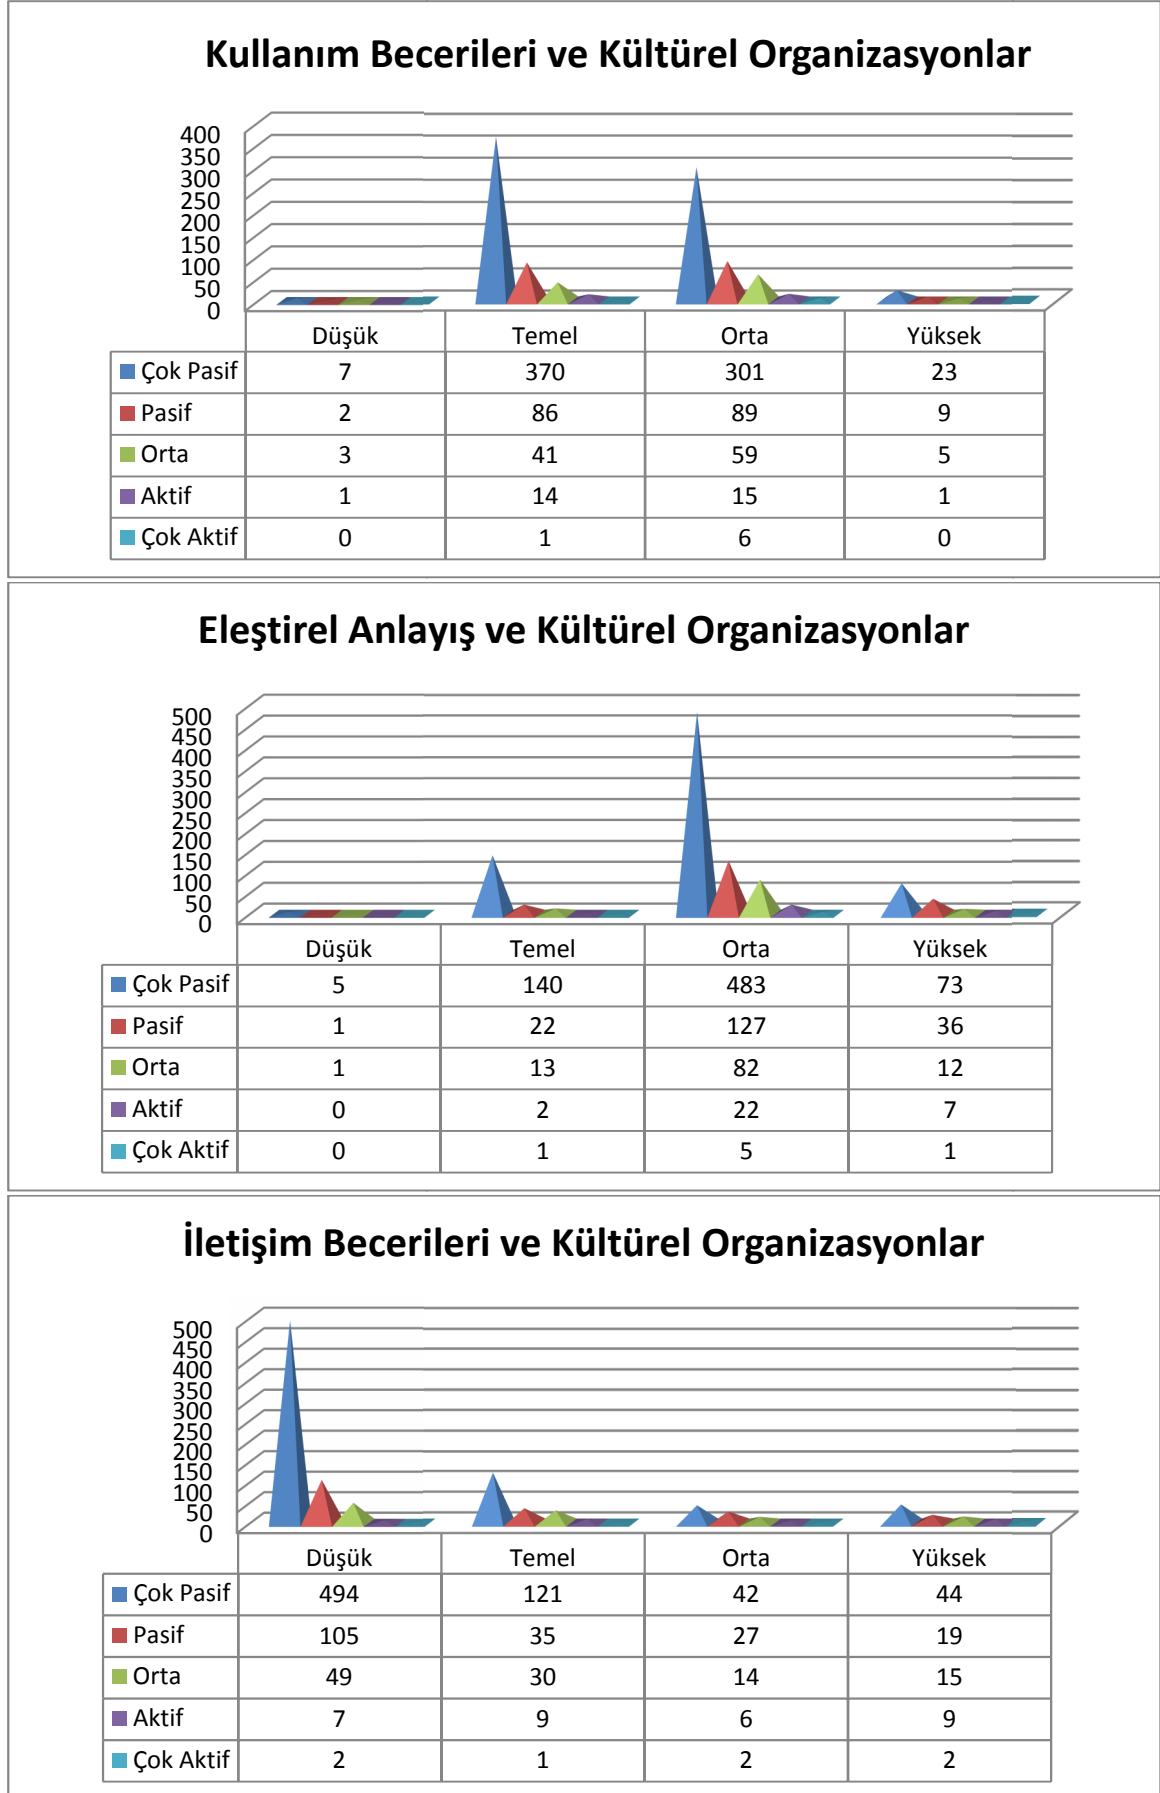 Kullanım Becerileri ve Kültürel Organizasyonlar
400
350
300
250
200
150
100
50
0
Düşük Temel Orta Yüksek
Çok Pasif 7 370 301 23
Pasif 2 86 89 9
Orta 3 41 59 5
Aktif 1 14 15 1
Çok Aktif 0 1 6 0
Eleştirel Anlayış ve Kültürel Organizasyonlar
500
450
400
350
300
250
200
150
100
50
0
Düşük Temel Orta Yüksek
Çok Pasif 5 140 483 73
Pasif 1 22 127 36
Orta 1 13 82 12
Aktif 0 2 22 7
Çok Aktif 0 1 5 1
İletişim Becerileri ve Kültürel Organizasyonlar
500
450
400
350
300
250
200
150
100
50
0
Düşük Temel Orta Yüksek
Çok Pasif 494 121 42 44
Pasif 105 35 27 19
Orta 49 30 14 15
Aktif 7 9 6 9
Çok Aktif 2 1 2 2